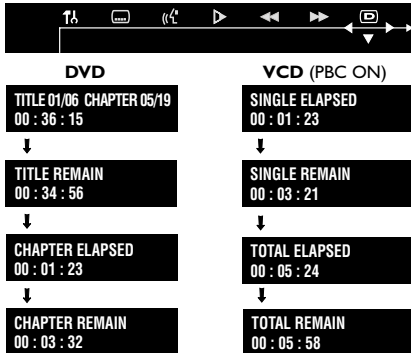 DVD
TITLE 01/06 CHAPTER 05/19
00 : 36 : 15
TITLE REMAIN
00 : 34 : 56
CHAPTER ELAPSED
00 : 01 : 23
CHAPTER REMAIN
00 : 03 : 32
VCD (PBC ON)
SINGLE ELAPSED
00 : 01 : 23
SINGLE REMAIN
00 : 03 : 21
TOTAL ELAPSED
00 : 05 : 24
TOTAL REMAIN
00 : 05 : 58